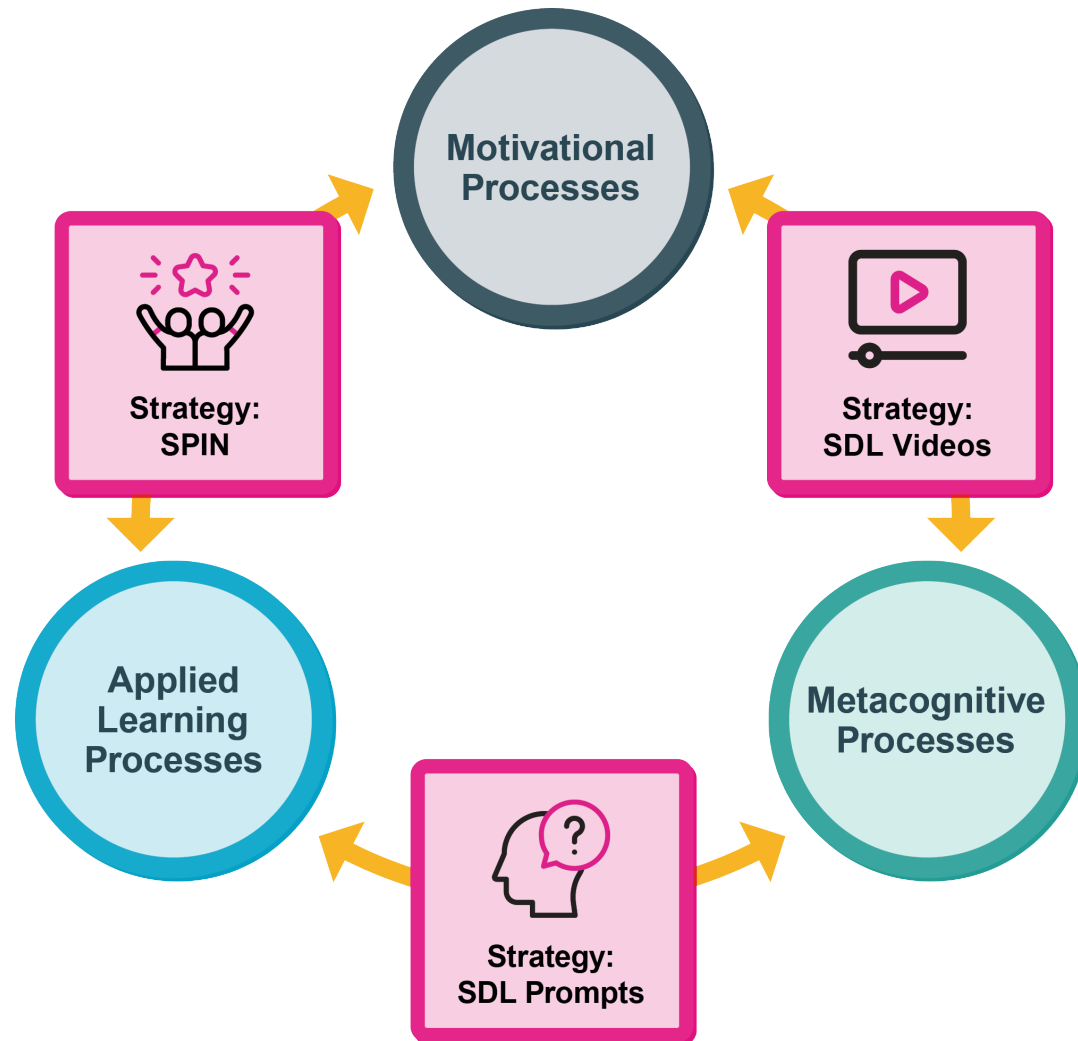 Motivational
Processes
Strategy:
SPIN
Strategy:
SDL Videos
Applied
Learning
Processes
Metacognitive
Processes
?
Strategy:
SDL Prompts